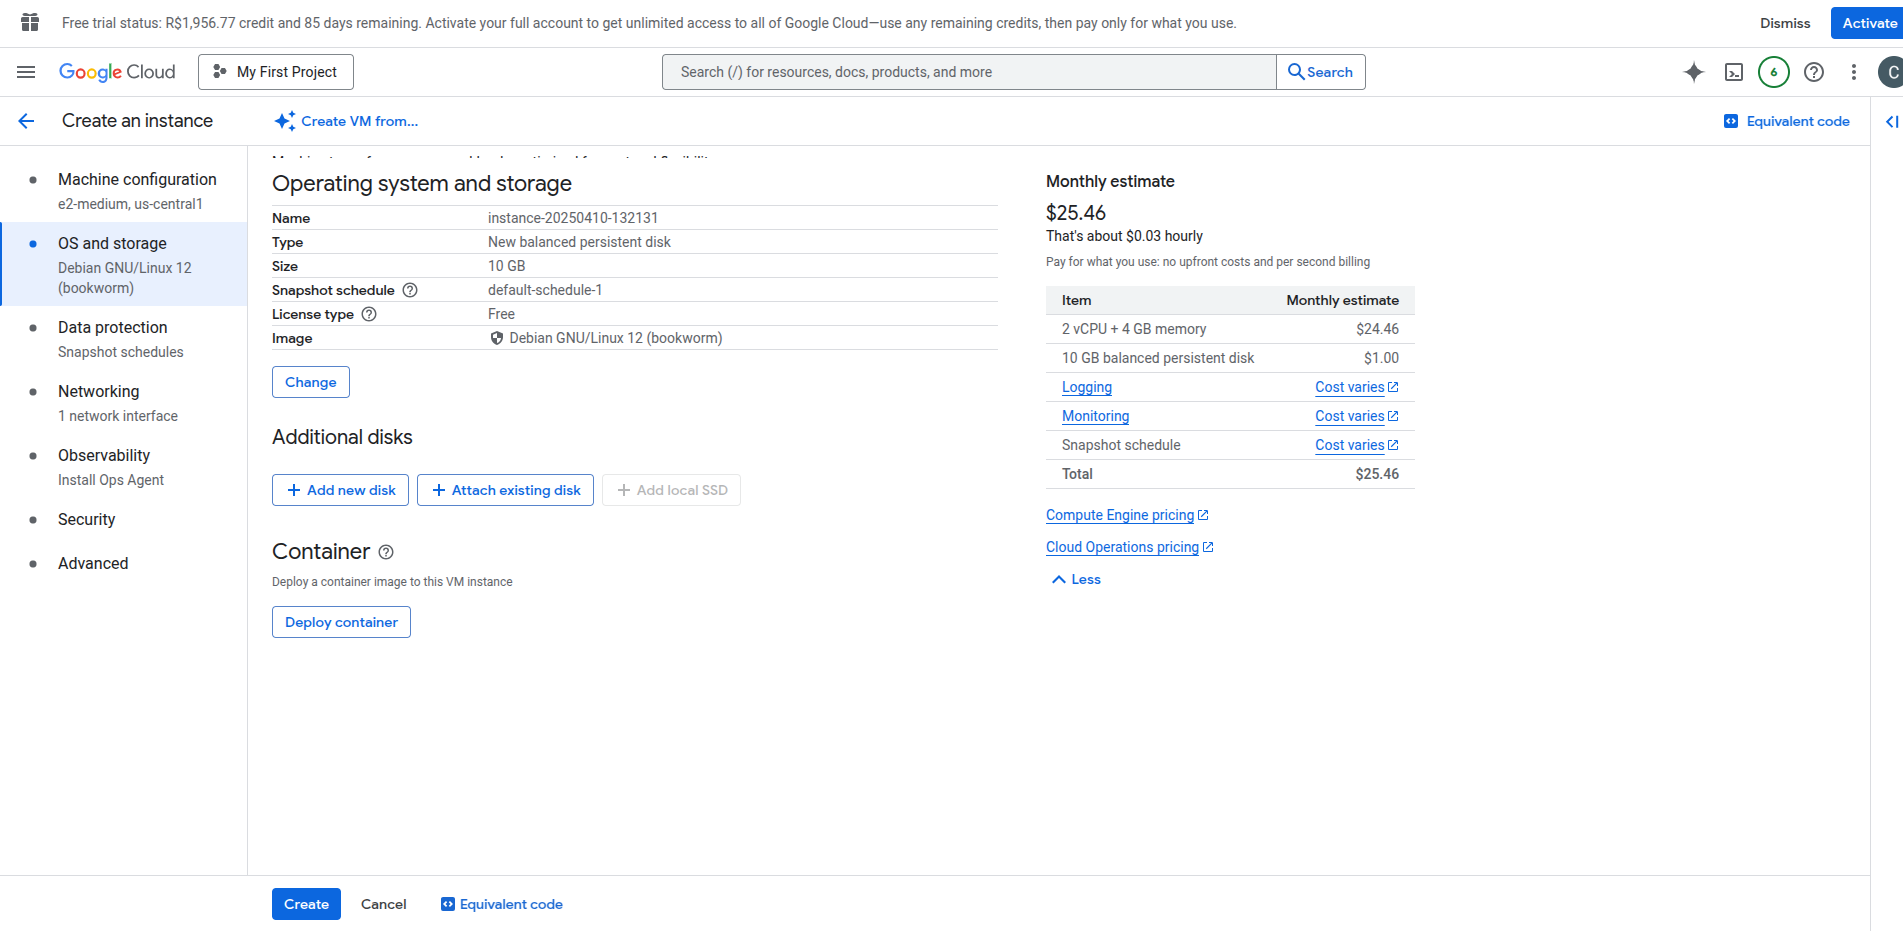 Free trial status: R$1,956.77 credit and 85 days remaining. Activate your full account to get unlimited access to all of Google Cloud—use any remaining credits, then pay only for what you use.
Dismiss
Activate
Google Cloud
My First Project
Search (/) for resources, docs, products, and more
Search
6
C
Create an instance
Create VM from...
Equivalent code
Machine configuration
e2-medium, us-central1
OS and storage
Debian GNU/Linux 12
(bookworm)
Data protection
Snapshot schedules
Networking
1 network interface
Observability
Install Ops Agent
Security
Advanced
Operating system and storage
Name instance-20250410-132131
Type New balanced persistent disk
Size 10 GB
Snapshot schedule default-schedule-1
License type Free
Image Debian GNU/Linux 12 (bookworm)
Change
Additional disks
Add new disk
Attach existing disk
Add local SSD
Container
Deploy a container image to this VM instance
Deploy container
Monthly estimate
$25.46
That's about $0.03 hourly
Pay for what you use: no upfront costs and per second billing
Item Monthly estimate
2 vCPU + 4 GB memory $24.46
10 GB balanced persistent disk $1.00
Logging Cost varies
Monitoring Cost varies
Snapshot schedule Cost varies
Total $25.46
Compute Engine pricing
Cloud Operations pricing
Less
Create
Cancel
Equivalent code